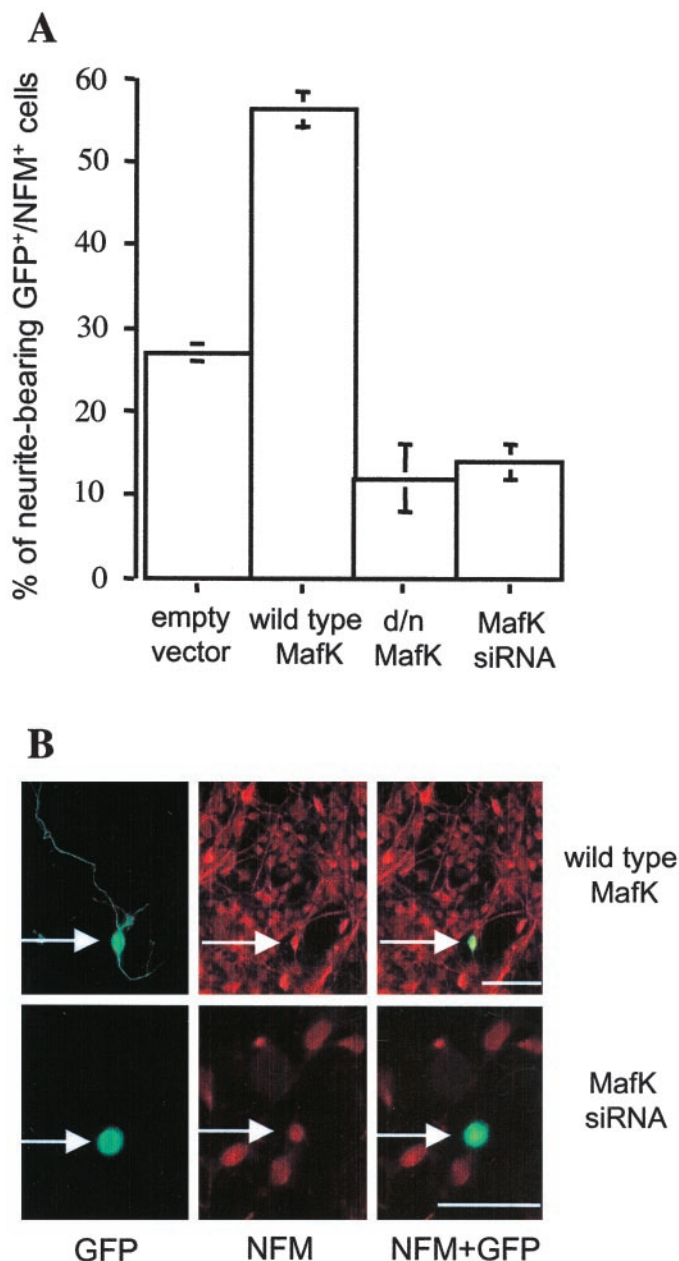 A
% of neurite-bearing GFP⁺/NFM⁺ cells
60
50
40
30
20
10
0
empty
vector
wild type
MafK
d/n
MafK
MafK
siRNA
B
wild type
MafK
MafK
siRNA
GFP
NFM
NFM+GFP